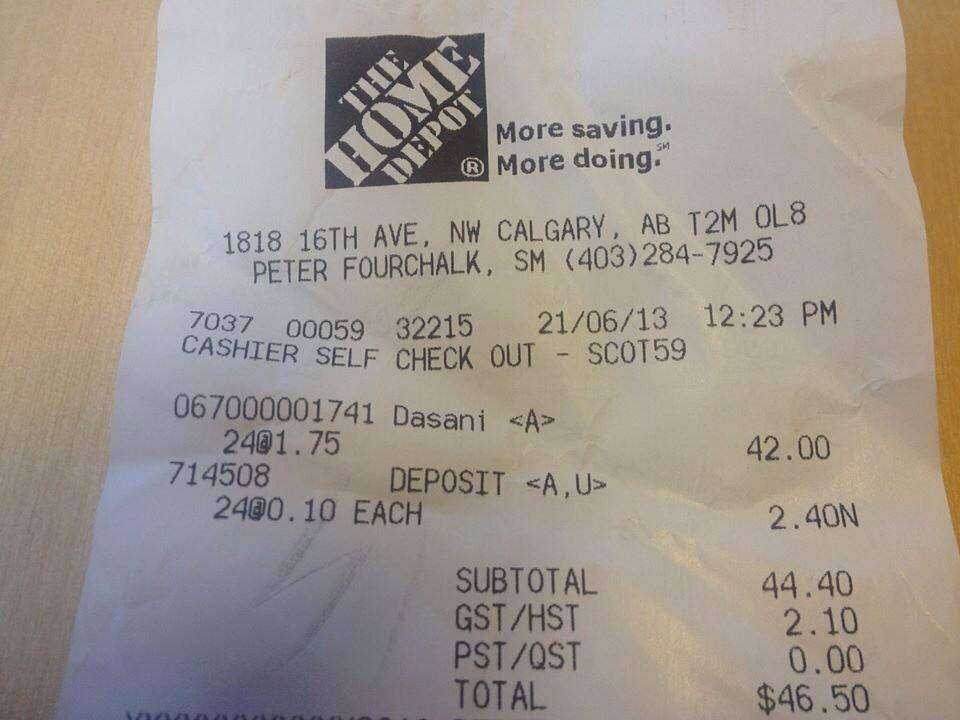 THE
HOME
DEPOT
®
More saving.
More doing.℠
1818 16TH AVE, NW CALGARY, AB T2M 0L8
PETER FOURCHALK, SM (403)284-7925
7037 00059 32215 21/06/13 12:23 PM
CASHIER SELF CHECK OUT - SCOT59
067000001741 Dasani <A>
24@1.75 42.00
714508 DEPOSIT <A,U>
24@0.10 EACH 2.40N
SUBTOTAL 44.40
GST/HST 2.10
PST/QST 0.00
TOTAL $46.50